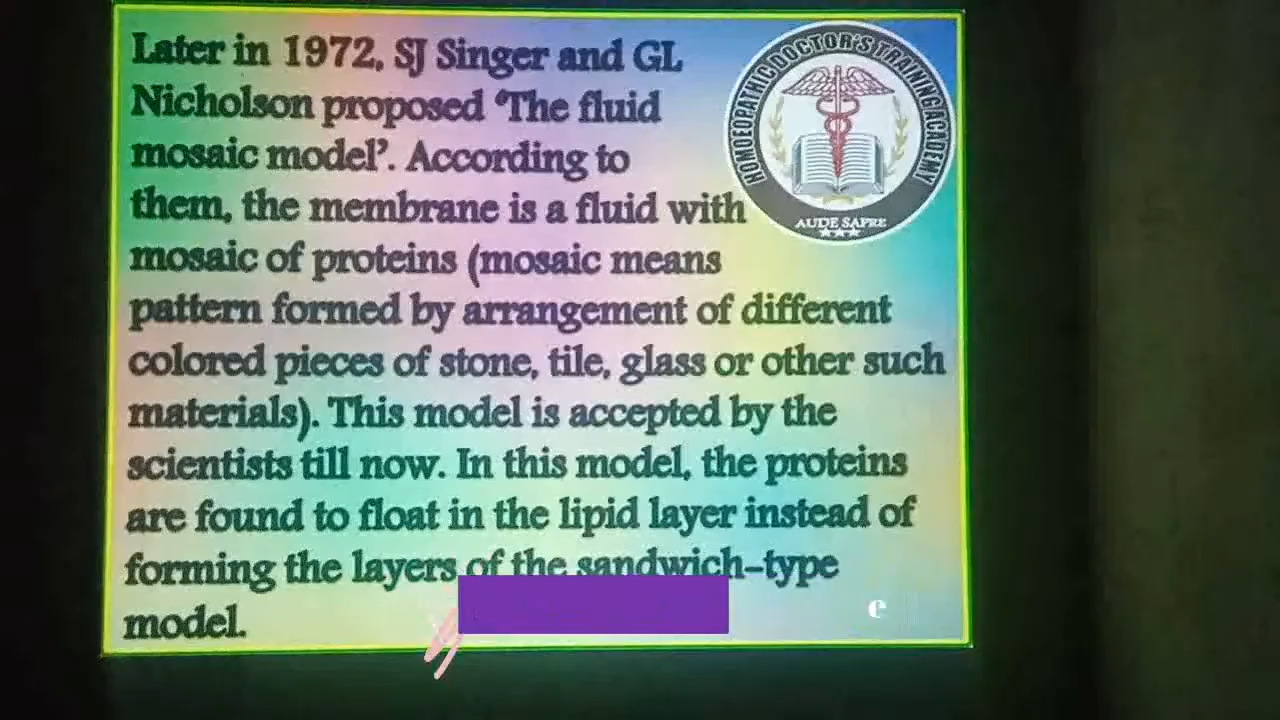 Later in 1972, SJ Singer and GL
Nicholson proposed ‘The fluid
mosaic model’. According to
them, the membrane is a fluid with
mosaic of proteins (mosaic means
pattern formed by arrangement of different
colored pieces of stone, tile, glass or other such
materials). This model is accepted by the
scientists till now. In this model, the proteins
are found to float in the lipid layer instead of
forming the layers of the sandwich-type
model.
HOMOEOPATHIC DOCTOR'S TRAINING ACADEMY
AUDE SAPRE
e